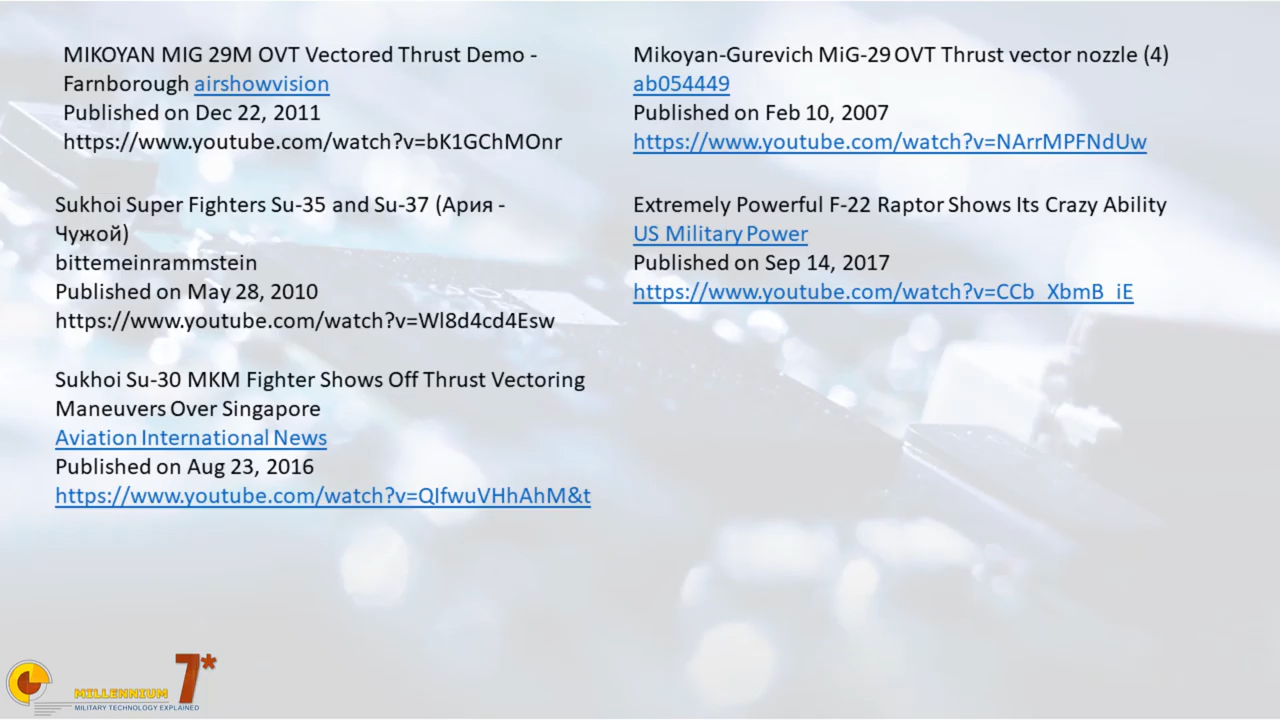 MIKOYAN MIG 29M OVT Vectored Thrust Demo -
Farnborough airshowvision
Published on Dec 22, 2011
https://www.youtube.com/watch?v=bK1GChMOnr
Sukhoi Super Fighters Su-35 and Su-37 (Ария -
Чужой)
bittemeinrammstein
Published on May 28, 2010
https://www.youtube.com/watch?v=Wl8d4cd4Esw
Sukhoi Su-30 MKM Fighter Shows Off Thrust Vectoring
Maneuvers Over Singapore
Aviation International News
Published on Aug 23, 2016
https://www.youtube.com/watch?v=QIfwuVHhAhM&t
Mikoyan-Gurevich MiG-29 OVT Thrust vector nozzle (4)
ab054449
Published on Feb 10, 2007
https://www.youtube.com/watch?v=NArrMPFNdUw
Extremely Powerful F-22 Raptor Shows Its Crazy Ability
US Military Power
Published on Sep 14, 2017
https://www.youtube.com/watch?v=CCb_XbmB_iE
MILLENNIUM 7*
MILITARY TECHNOLOGY EXPLAINED